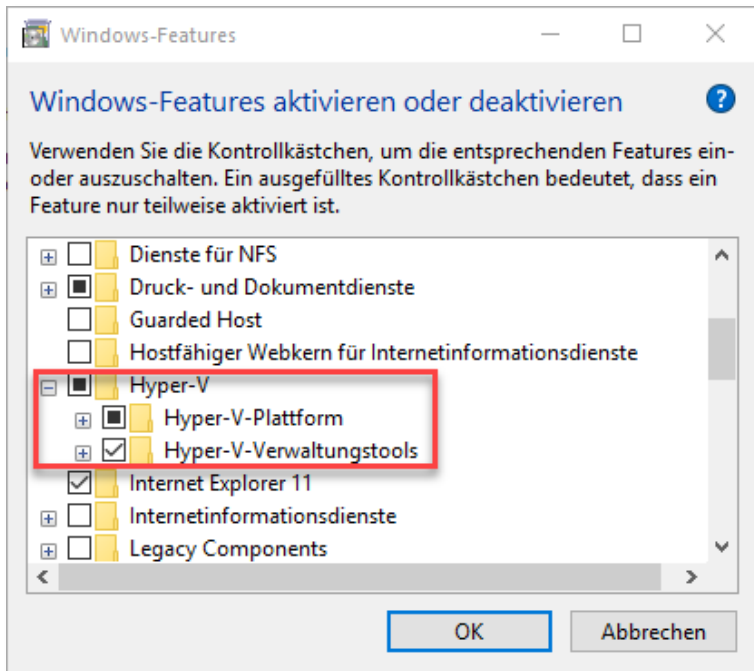 Windows-Features
Windows-Features aktivieren oder deaktivieren
?
Verwenden Sie die Kontrollkästchen, um die entsprechenden Features ein-
oder auszuschalten. Ein ausgefülltes Kontrollkästchen bedeutet, dass ein
Feature nur teilweise aktiviert ist.
Dienste für NFS
Druck- und Dokumentdienste
Guarded Host
Hostfähiger Webkern für Internetinformationsdienste
Hyper-V
Hyper-V-Plattform
Hyper-V-Verwaltungstools
Internet Explorer 11
Internetinformationsdienste
Legacy Components
OK
Abbrechen